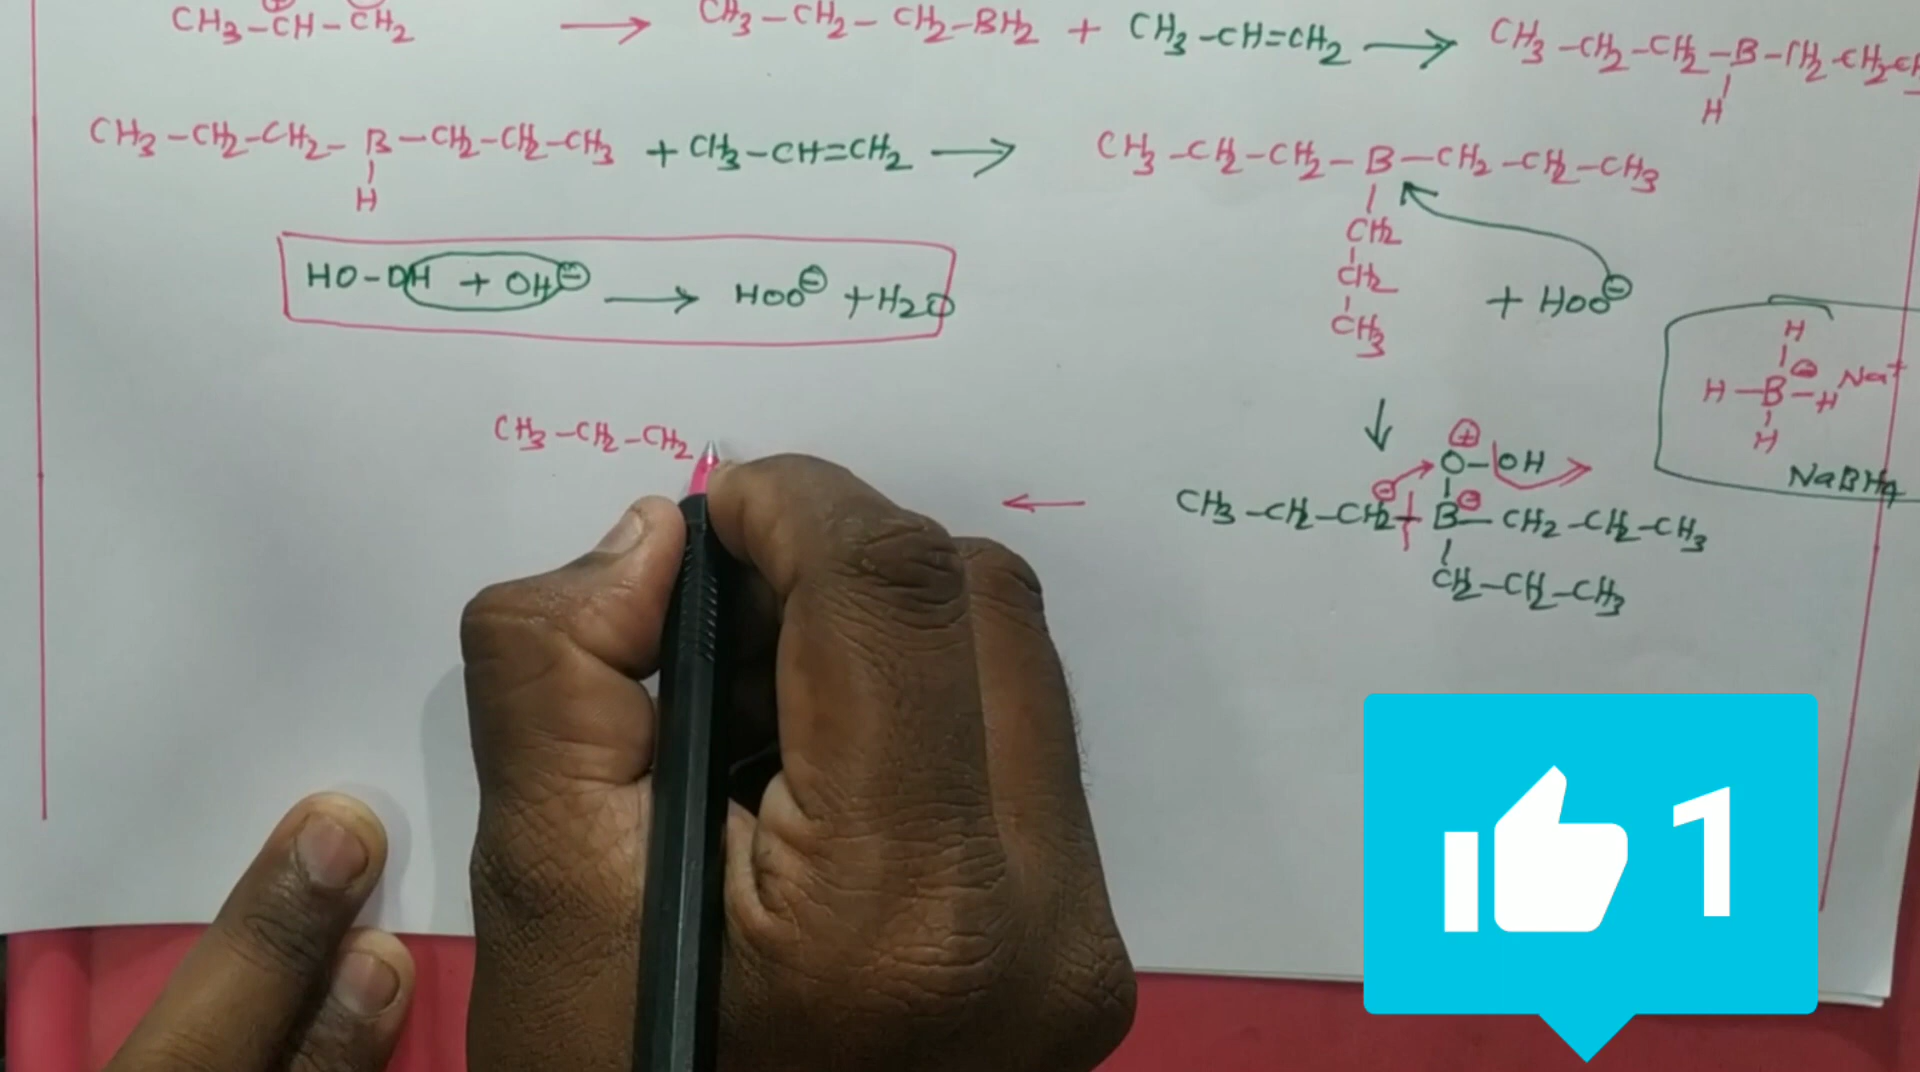 CH3-CH-CH2 → CH3-CH2-CH2-BH2 + CH3-CH=CH2 → CH3-CH2-CH2-B-CH2-CH2-CH
H
CH3-CH2-CH2-B-CH2-CH2-CH3 + CH3-CH=CH2 → CH3-CH2-CH2-B-CH2-CH2-CH3
H
CH2
CH2
CH3
HO-OH + OH⊖ → HOO⊖ + H2O
+ HOO⊖
H
H-B⊖-H Na+
H
NaBH4
↓
CH3-CH2-CH2
⊕
O-OH
← CH3-CH2-CH2⊖-B⊖-CH2-CH2-CH3
CH2-CH2-CH3
1